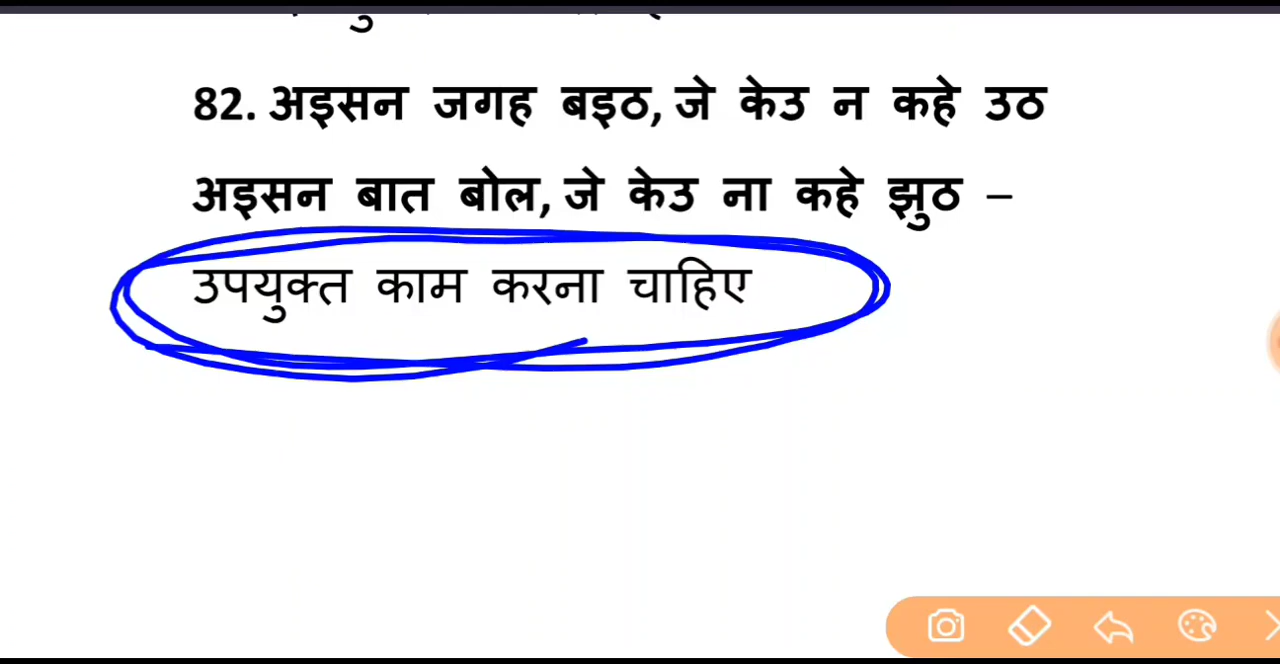 82. अइसन जगह बइठ, जे केउ न कहे उठ
अइसन बात बोल, जे केउ ना कहे झुठ –
उपयुक्त काम करना चाहिए